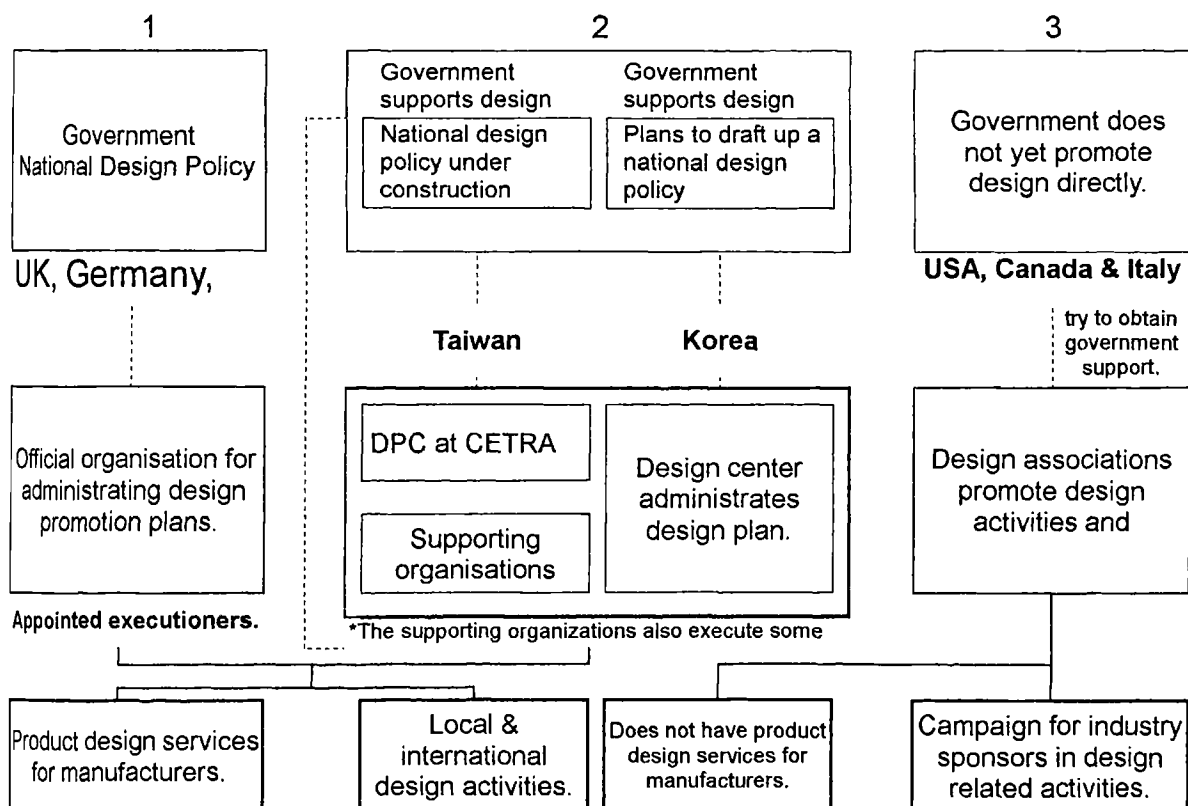 1
2
3
Government
National Design Policy
Government
supports design
National design
policy under
construction
Government
supports design
Plans to draft up a
national design
policy
Government does
not yet promote
design directly.
UK, Germany,
Taiwan
Korea
USA, Canada & Italy
try to obtain
government
support.
Official organisation for
administrating design
promotion plans.
DPC at CETRA
Supporting
organisations
Design center
administrates
design plan.
Design associations
promote design
activities and
Appointed executioners.
*The supporting organizations also execute some
Product design services
for manufacturers.
Local &
international
design activities.
Does not have product
design services for
manufacturers.
Campaign for industry
sponsors in design
related activities.